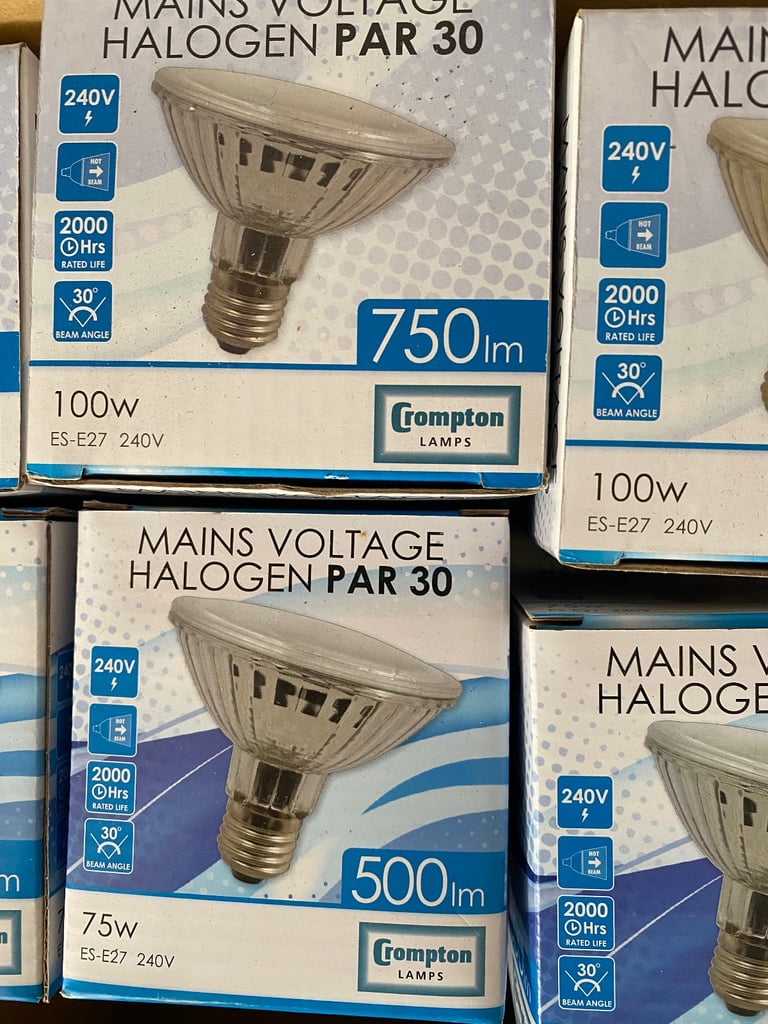 MAINS VOLTAGE
HALOGEN PAR 30
240V
HOT
BEAM
2000
Hrs
RATED LIFE
30°
BEAM ANGLE
750lm
100w
ES-E27 240V
Crompton
LAMPS
240V
HOT
BEAM
2000
Hrs
RATED LIFE
30°
BEAM ANGLE
100w
ES-E27 240V
MAINS VOLTAGE
HALOGEN PAR 30
240V
HOT
BEAM
2000
Hrs
RATED LIFE
30°
BEAM ANGLE
500lm
75w
ES-E27 240V
Crompton
LAMPS
MAINS V
HALOGE
240V
HOT
BEAM
2000
Hrs
RATED LIFE
30°
BEAM ANGLE